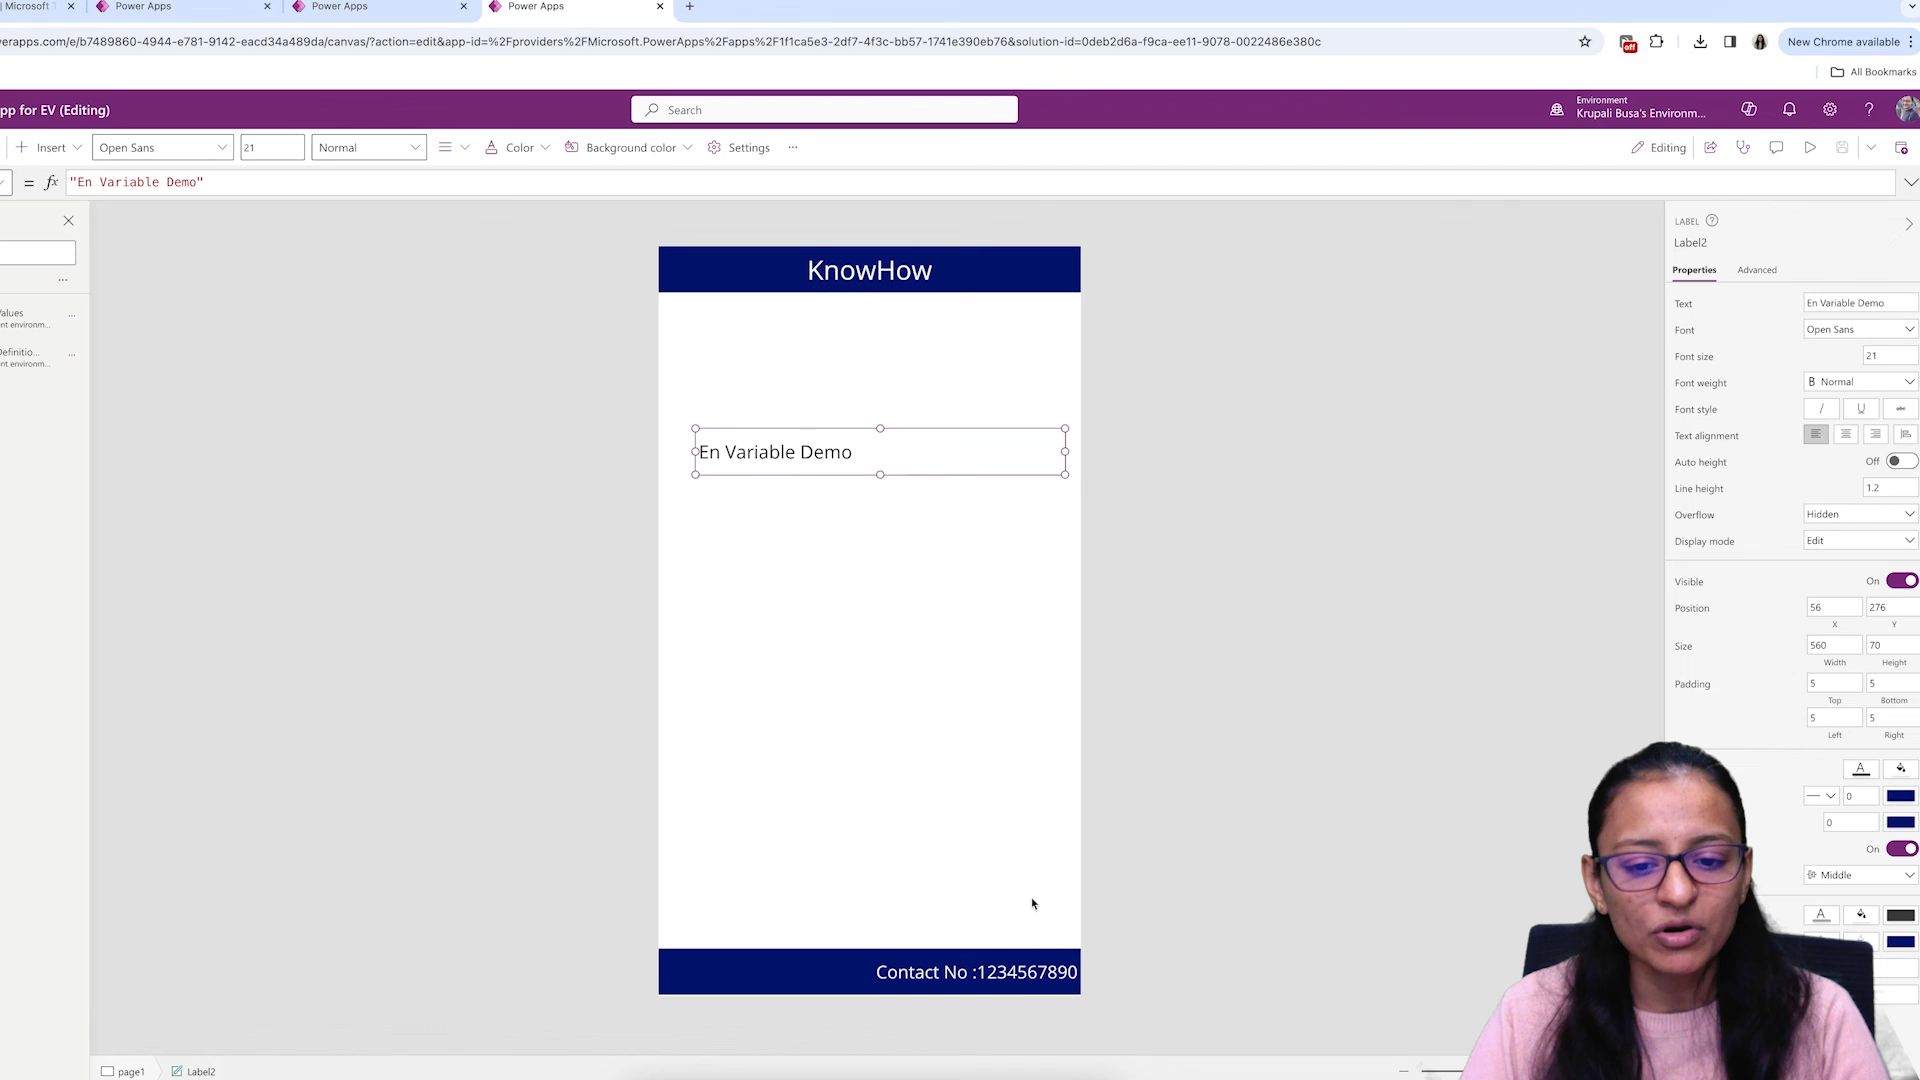 Microsoft
Power Apps
Power Apps
Power Apps
erapps.com/e/b7489860-4944-e781-9142-eacd34a489da/canvas/?action=edit&app-id=%2Fproviders%2FMicrosoft.PowerApps%2Fapps%2F1f1ca5e3-2df7-4f3c-bb57-1741e390eb76&solution-id=0deb2d6a-f9ca-ee11-9078-0022486e380c
off
New Chrome available
All Bookmarks
pp for EV (Editing)
Search
Environment
Krupali Busa's Environm...
Insert
Open Sans
21
Normal
Color
Background color
Settings
...
Editing
= fx "En Variable Demo"
...
alues
...
nt environm...
Definitio...
...
nt environm...
KnowHow
En Variable Demo
Contact No :1234567890
LABEL
Label2
Properties
Advanced
Text
En Variable Demo
Font
Open Sans
Font size
21
Font weight
B Normal
Font style
/ U abc
Text alignment
Auto height
Off
Line height
1.2
Overflow
Hidden
Display mode
Edit
Visible
On
Position
56
276
X
Y
Size
560
70
Width
Height
Padding
5
5
Top
Bottom
5
5
Left
Right
A
0
0
On
Middle
A
page1
Label2